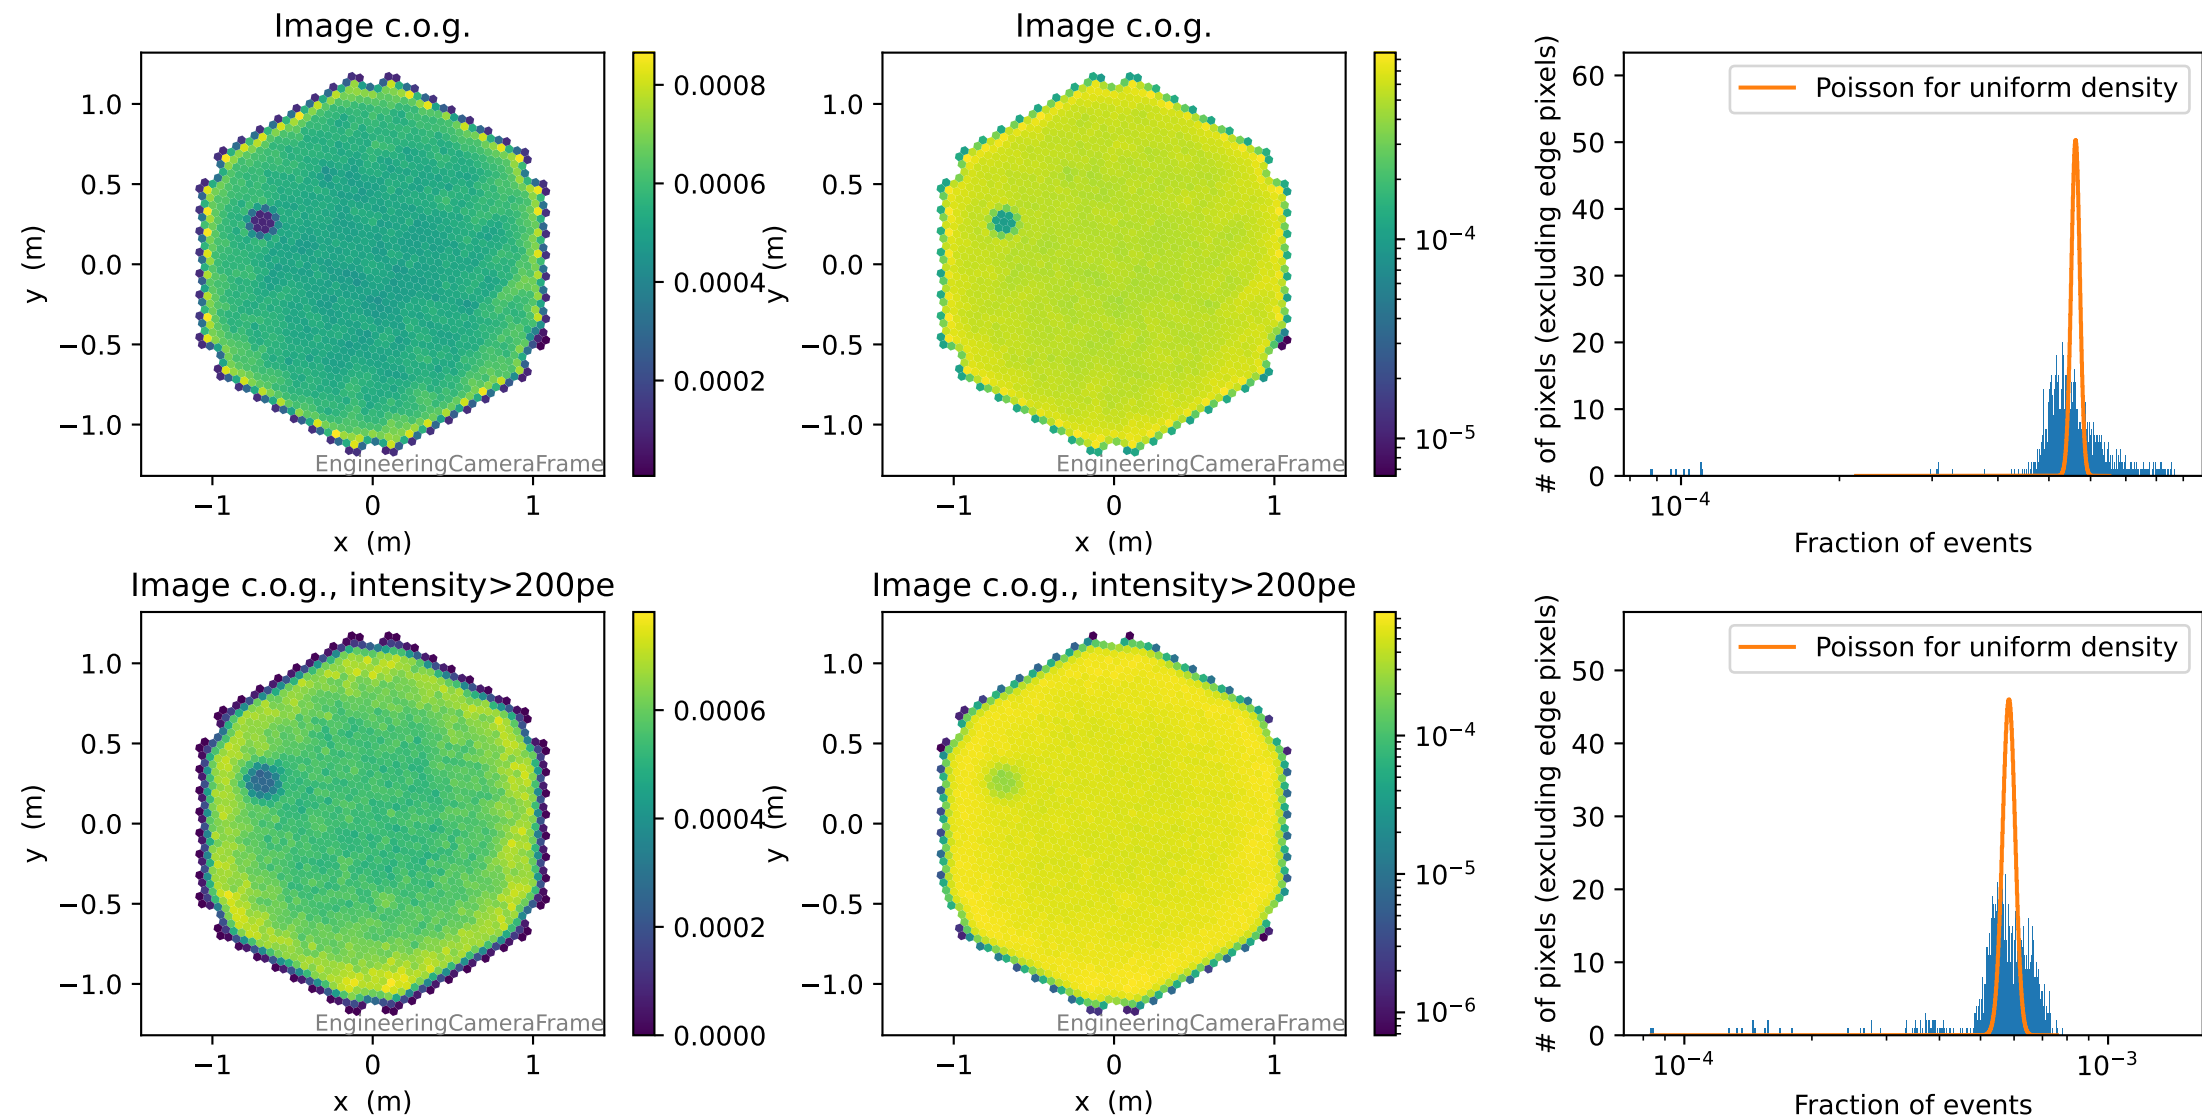 Image c.o.g.
1.0
0.5
0.0
−0.5
−1.0
y (m)
−1 0 1
x (m)
EngineeringCameraFrame
0.0008
0.0006
0.0004
0.0002
Image c.o.g.
1.0
0.5
0.0
−0.5
−1.0
y (m)
−1 0 1
x (m)
EngineeringCameraFrame
10−4
10−5
# of pixels (excluding edge pixels)
60
50
40
30
20
10
0
Poisson for uniform density
10−4
Fraction of events
Image c.o.g., intensity>200pe
1.0
0.5
0.0
−0.5
−1.0
y (m)
−1 0 1
x (m)
EngineeringCameraFrame
0.0006
0.0004
0.0002
0.0000
Image c.o.g., intensity>200pe
1.0
0.5
0.0
−0.5
−1.0
y (m)
−1 0 1
x (m)
EngineeringCameraFrame
10−4
10−5
10−6
# of pixels (excluding edge pixels)
50
40
30
20
10
0
Poisson for uniform density
10−4 10−3
Fraction of events